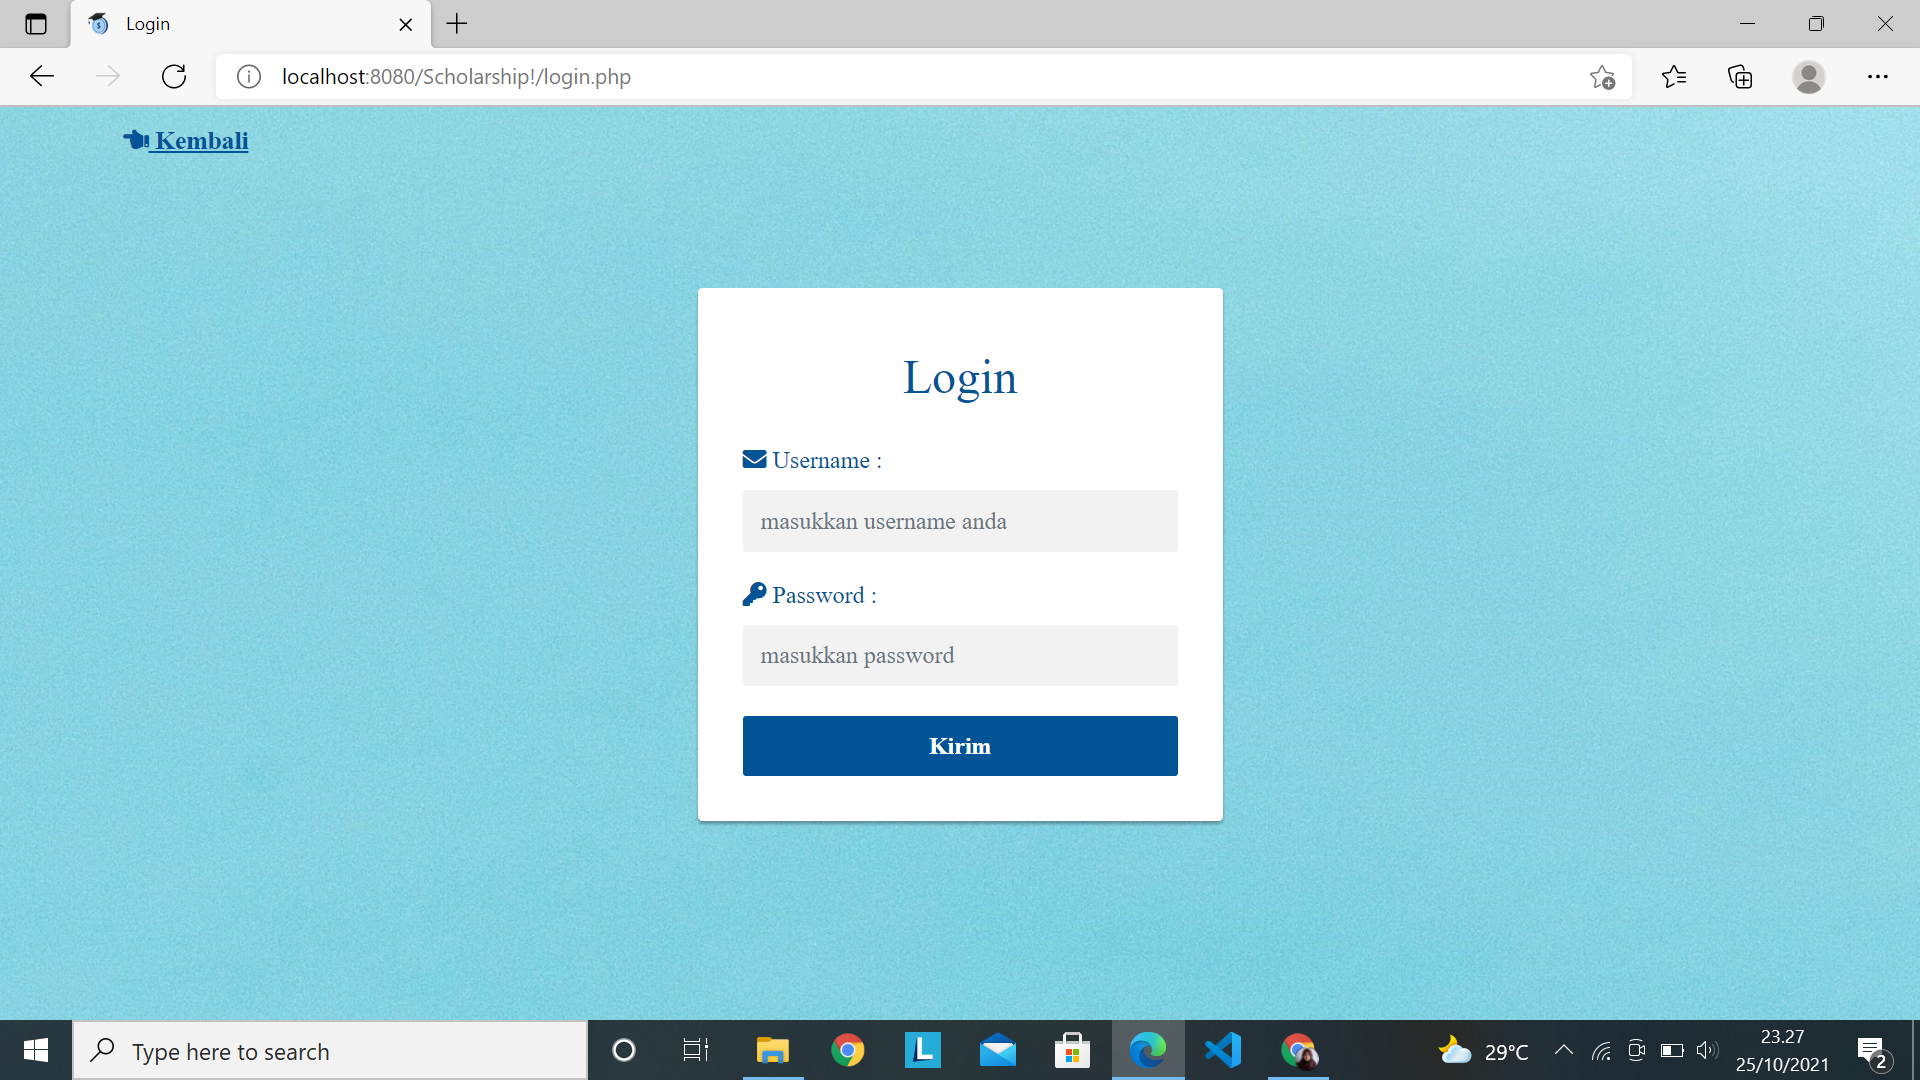 Login
localhost:8080/Scholarship!/login.php
Kembali
Login
Username :
masukkan username anda
Password :
masukkan password
Kirim
Type here to search
L
29°C
23.27
25/10/2021
2